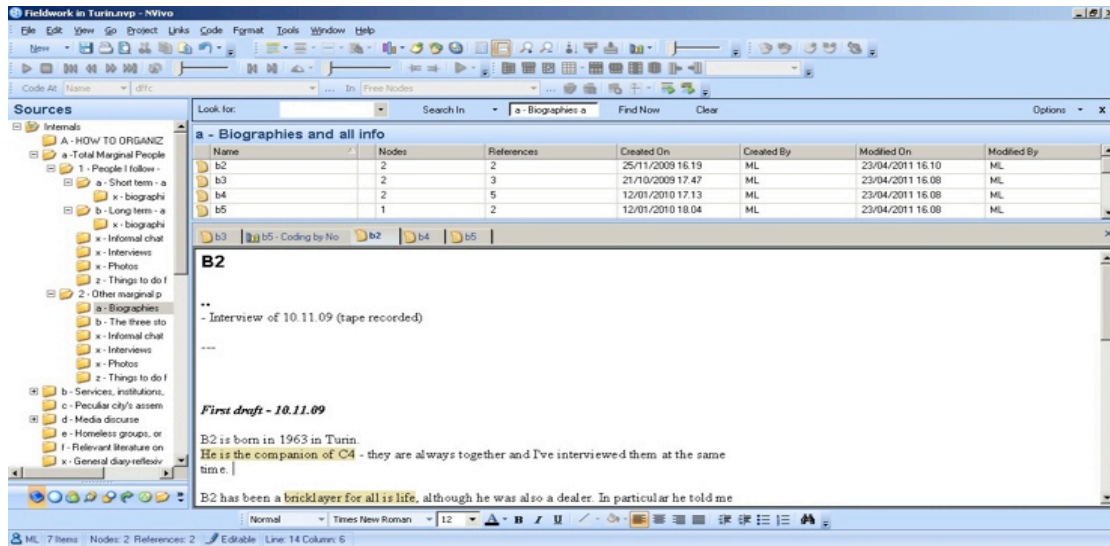 Fieldwork in Turin.nvp - NVivo
File Edit View Go Project Links Code Format Tools Window Help
New
Code At Name dffc In Free Nodes
Sources
Look for: Search In a - Biographies a Find Now Clear Options x
Internals
A - HOW TO ORGANIZ
a -Total Marginal People
1 - People I follow -
a - Short term - a
x - biographi
b - Long term - a
x - biographi
x - Informal chat
x - Interviews
x - Photos
z - Things to do f
2 - Other marginal p
a - Biographies
b - The three sto
x - Informal chat
x - Interviews
x - Photos
z - Things to do f
b - Services, institutions,
c - Peculiar city's assem
d - Media discurse
e - Homeless groups, or
f - Relevant literature on
x - General diary-reflexiv
a - Biographies and all info
Name Nodes References Created On Created By Modified On Modified By
b2 2 2 25/11/2009 16.19 ML 23/04/2011 16.10 ML
b3 2 3 21/10/2009 17.47 ML 23/04/2011 16.08 ML
b4 2 5 12/01/2010 17.13 ML 23/04/2011 16.08 ML
b5 1 2 12/01/2010 18.04 ML 23/04/2011 16.08 ML
b3 b5 - Coding by No b2 b4 b5
B2
..
- Interview of 10.11.09 (tape recorded)
---
First draft - 10.11.09
B2 is born in 1963 in Turin.
He is the companion of C4 - they are always together and I've interviewed them at the same
time.
B2 has been a bricklayer for all is life, although he was also a dealer. In particular he told me
Normal Times New Roman 12 A B I U
ML 7 Items Nodes: 2 References: 2 Editable Line: 14 Column: 6